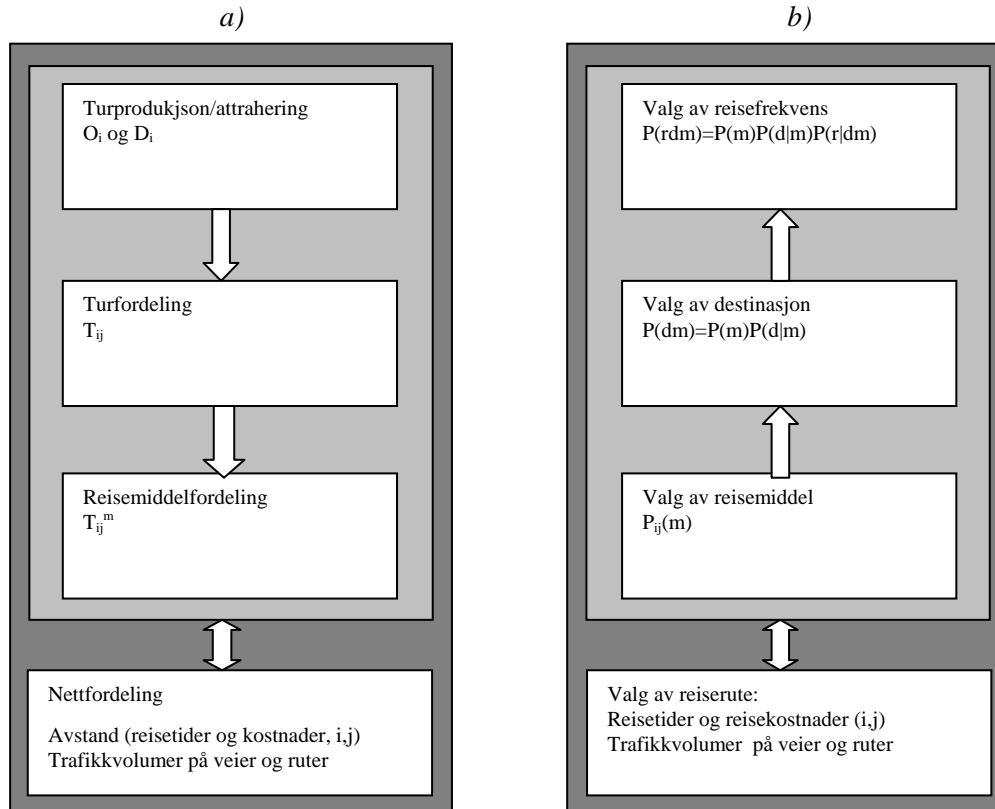 a)
Turprodukjson/attrahering
Oᵢ og Dᵢ
Turfordeling
Tᵢⱼ
Reisemiddelfordeling
Tᵢⱼᵐ
Nettfordeling
Avstand (reisetider og kostnader, i,j)
Trafikkvolumer på veier og ruter
b)
Valg av reisefrekvens
P(rdm)=P(m)P(d|m)P(r|dm)
Valg av destinasjon
P(dm)=P(m)P(d|m)
Valg av reisemiddel
Pᵢⱼ(m)
Valg av reiserute:
Reisetider og reisekostnader (i,j)
Trafikkvolumer på veier og ruter